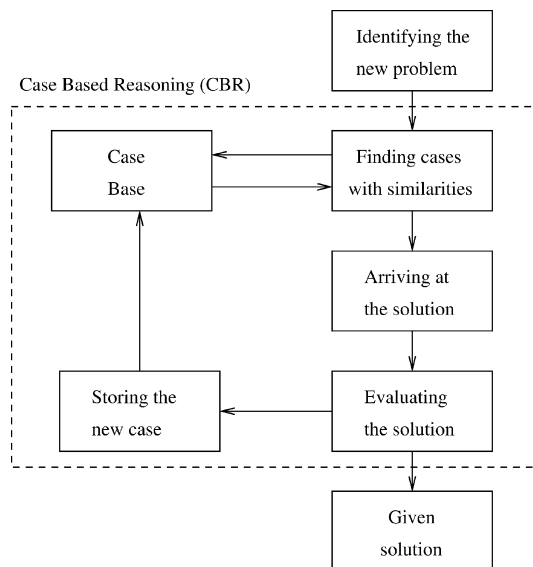 Identifying the
new problem
Case Based Reasoning (CBR)
Case
Base
Finding cases
with similarities
Arriving at
the solution
Storing the
new case
Evaluating
the solution
Given
solution